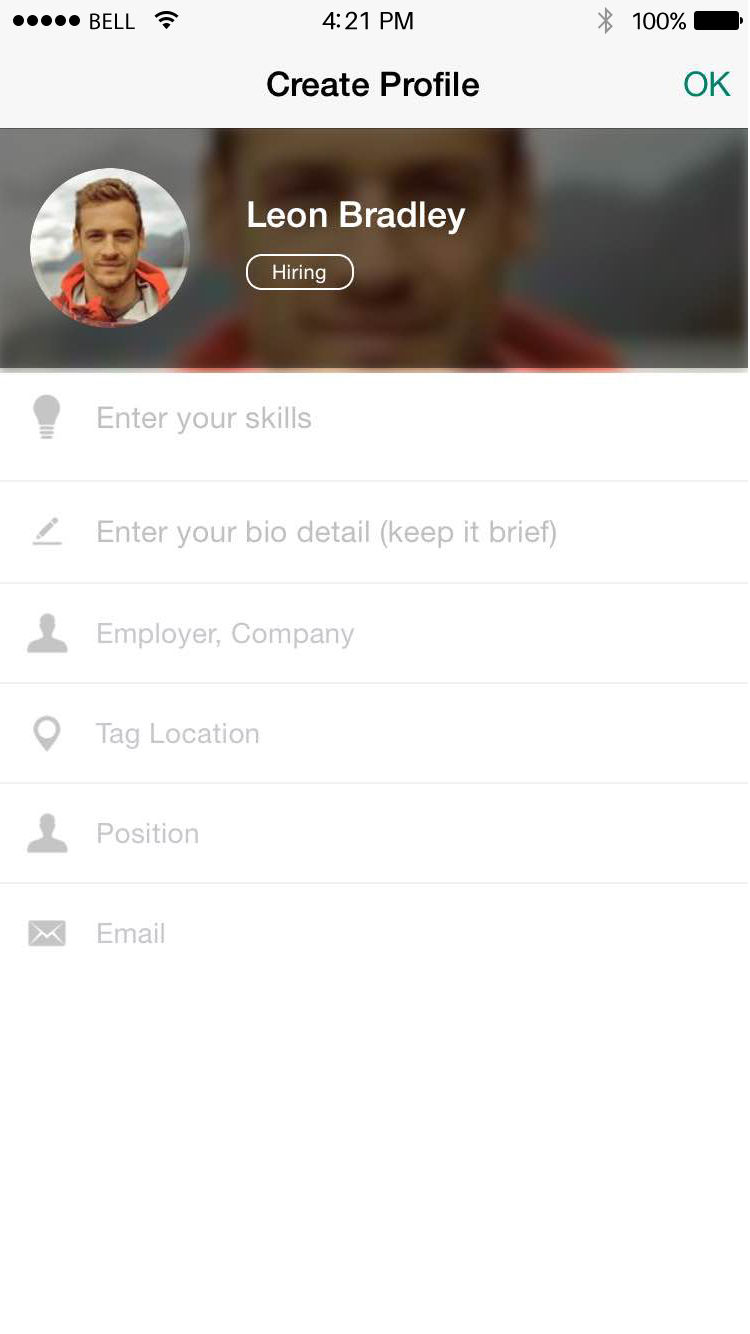 BELL 4:21 PM 100%
Create Profile OK
Leon Bradley
Hiring
Enter your skills
Enter your bio detail (keep it brief)
Employer, Company
Tag Location
Position
Email